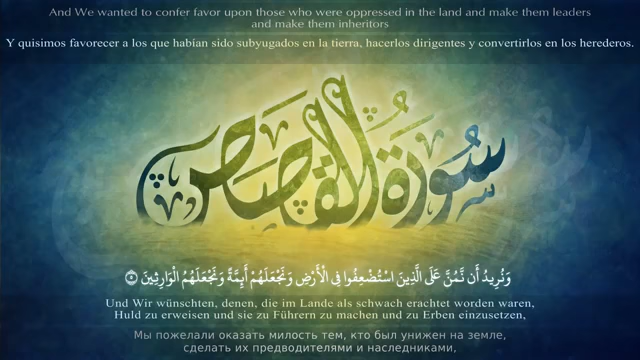 And We wanted to confer favor upon those who were oppressed in the land and make them leaders
and make them inheritors
Y quisimos favorecer a los que habían sido subyugados en la tierra, hacerlos dirigentes y convertirlos en los herederos.
سورة القصاص
وَنُرِيدُ أَن نَّمُنَّ عَلَى الَّذِينَ اسْتُضْعِفُوا فِي الْأَرْضِ وَنَجْعَلَهُمْ أَئِمَّةً وَنَجْعَلَهُمُ الْوَارِثِينَ ﴿٥﴾
Und Wir wünschten, denen, die im Lande als schwach erachtet worden waren,
Huld zu erweisen und sie zu Führern zu machen und zu Erben einzusetzen,
Мы пожелали оказать милость тем, кто был унижен на земле,
сделать их предводителями и наследниками,